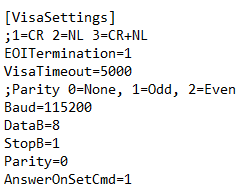 [VisaSettings]
;1=CR 2=NL 3=CR+NL
EOITermination=1
VisaTimeout=5000
;Parity 0=None, 1=Odd, 2=Even
Baud=115200
DataB=8
StopB=1
Parity=0
AnswerOnSetCmd=1